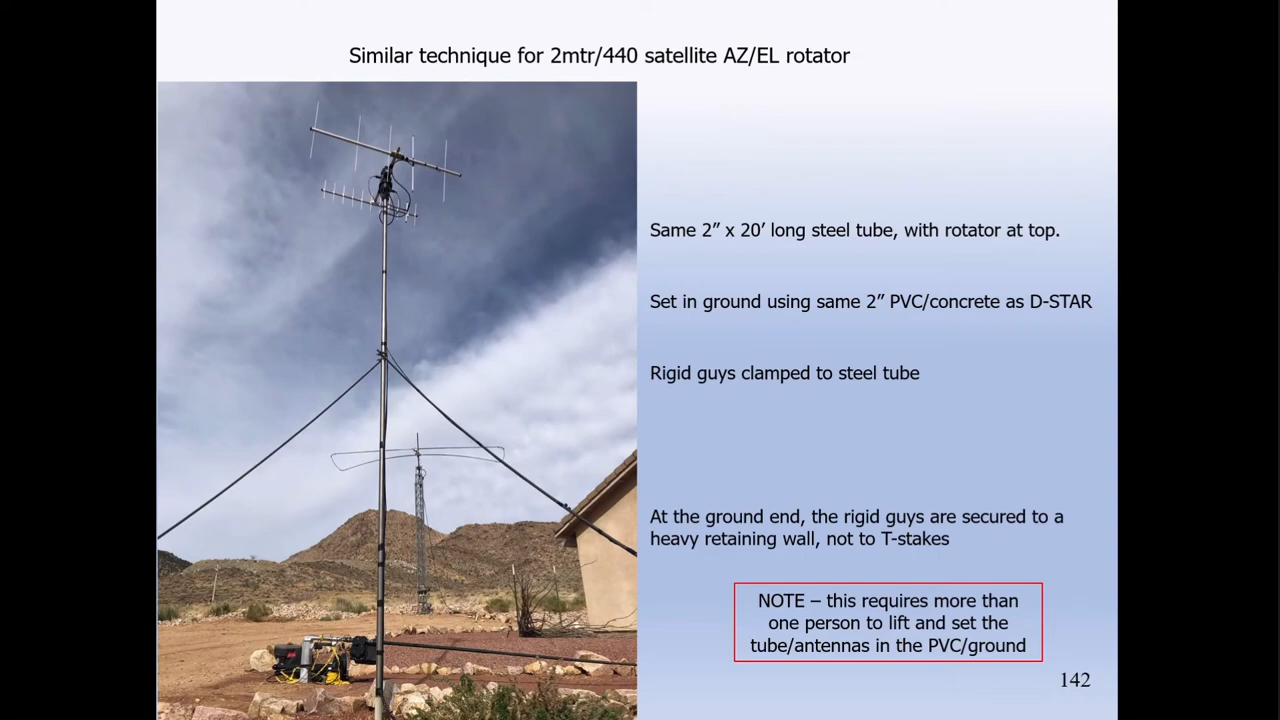 Similar technique for 2mtr/440 satellite AZ/EL rotator
Same 2” x 20’ long steel tube, with rotator at top.
Set in ground using same 2” PVC/concrete as D-STAR
Rigid guys clamped to steel tube
At the ground end, the rigid guys are secured to a
heavy retaining wall, not to T-stakes
NOTE – this requires more than
one person to lift and set the
tube/antennas in the PVC/ground
142